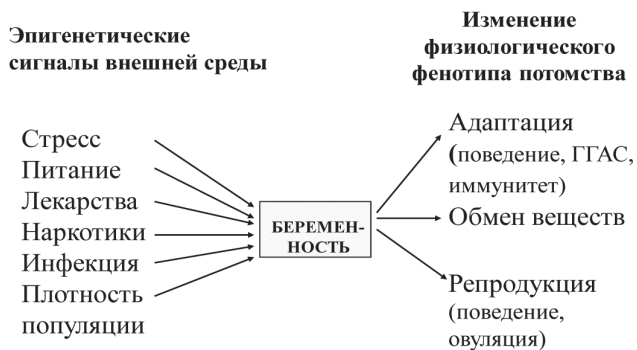 Эпигенетические
сигналы внешней среды
Изменение
физиологического
фенотипа потомства
Стресс
Питание
Лекарства
Наркотики
Инфекция
Плотность
популяции
БЕРЕМЕН-
НОСТЬ
Адаптация
(поведение, ГГАС,
иммунитет)
Обмен веществ
Репродукция
(поведение,
овуляция)